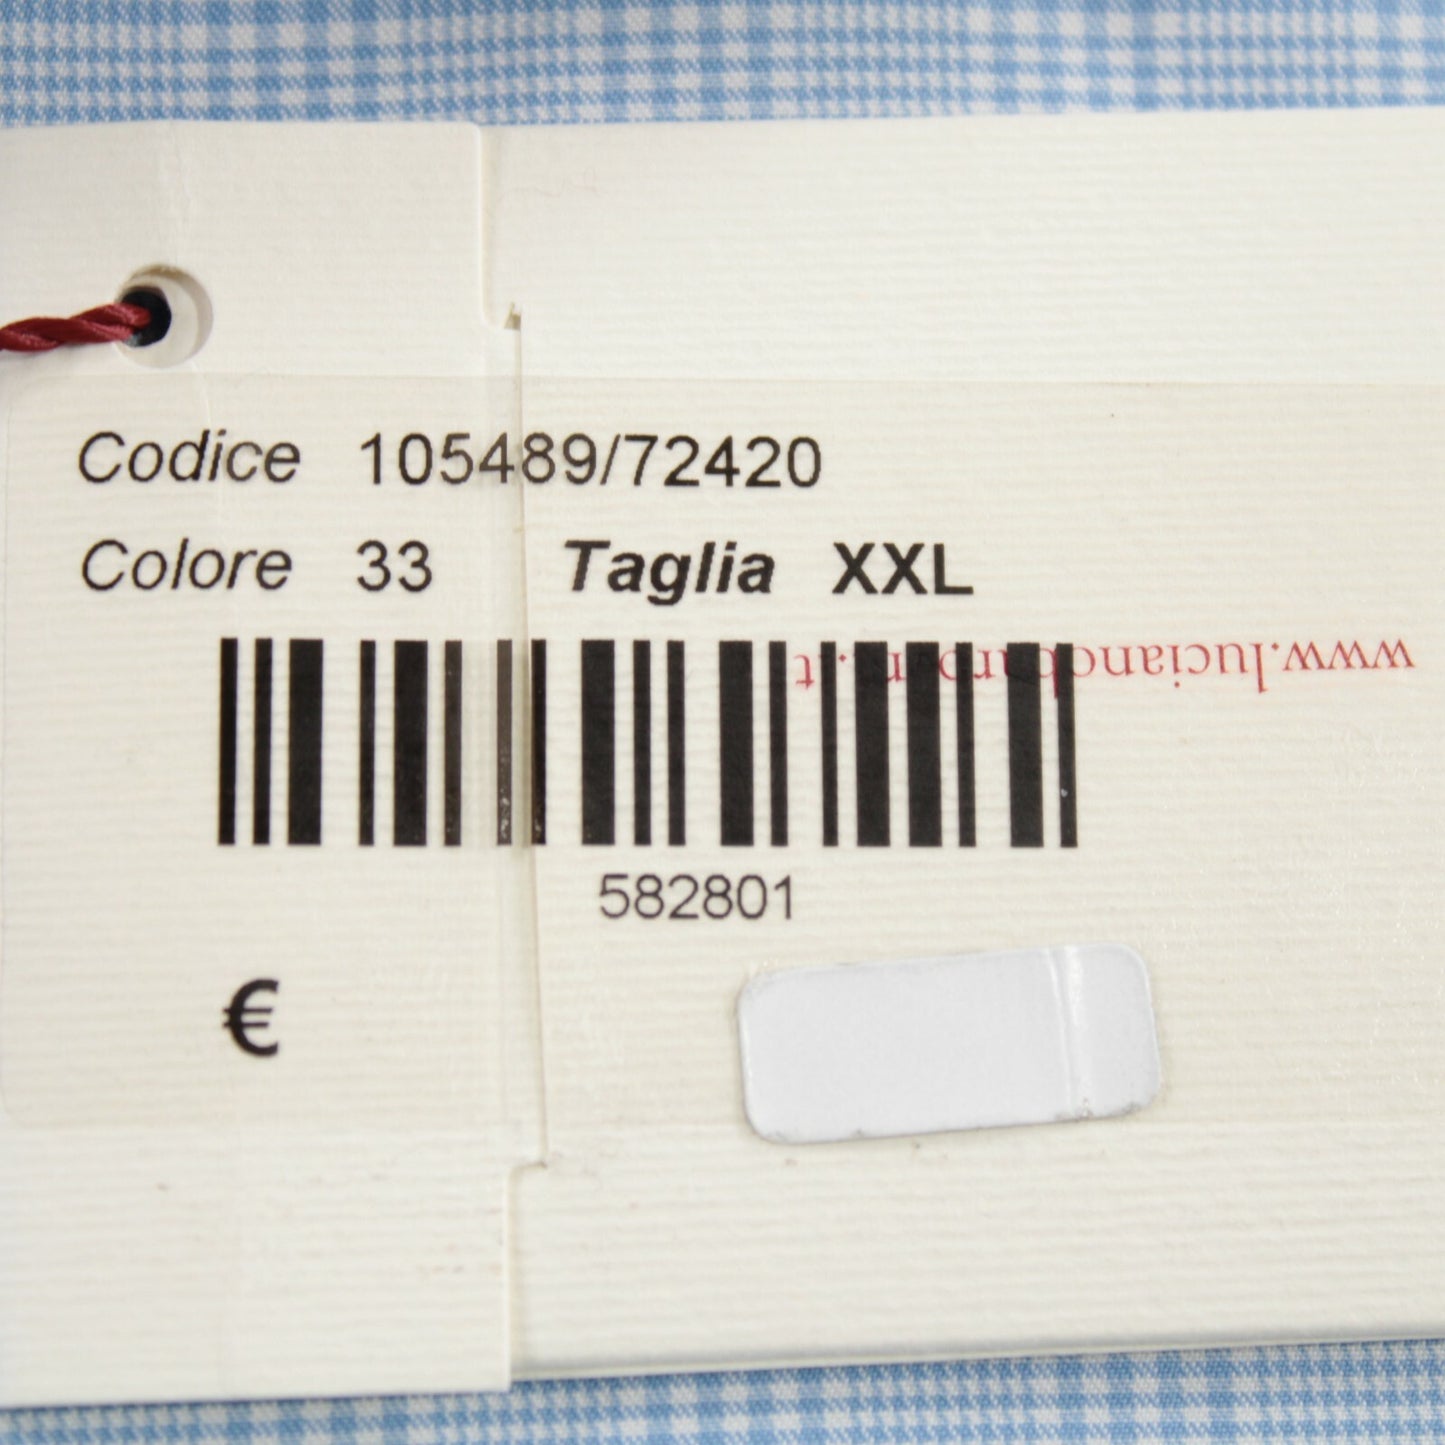 Codice 105489/72420
Colore 33 Taglia XXL
582801
€